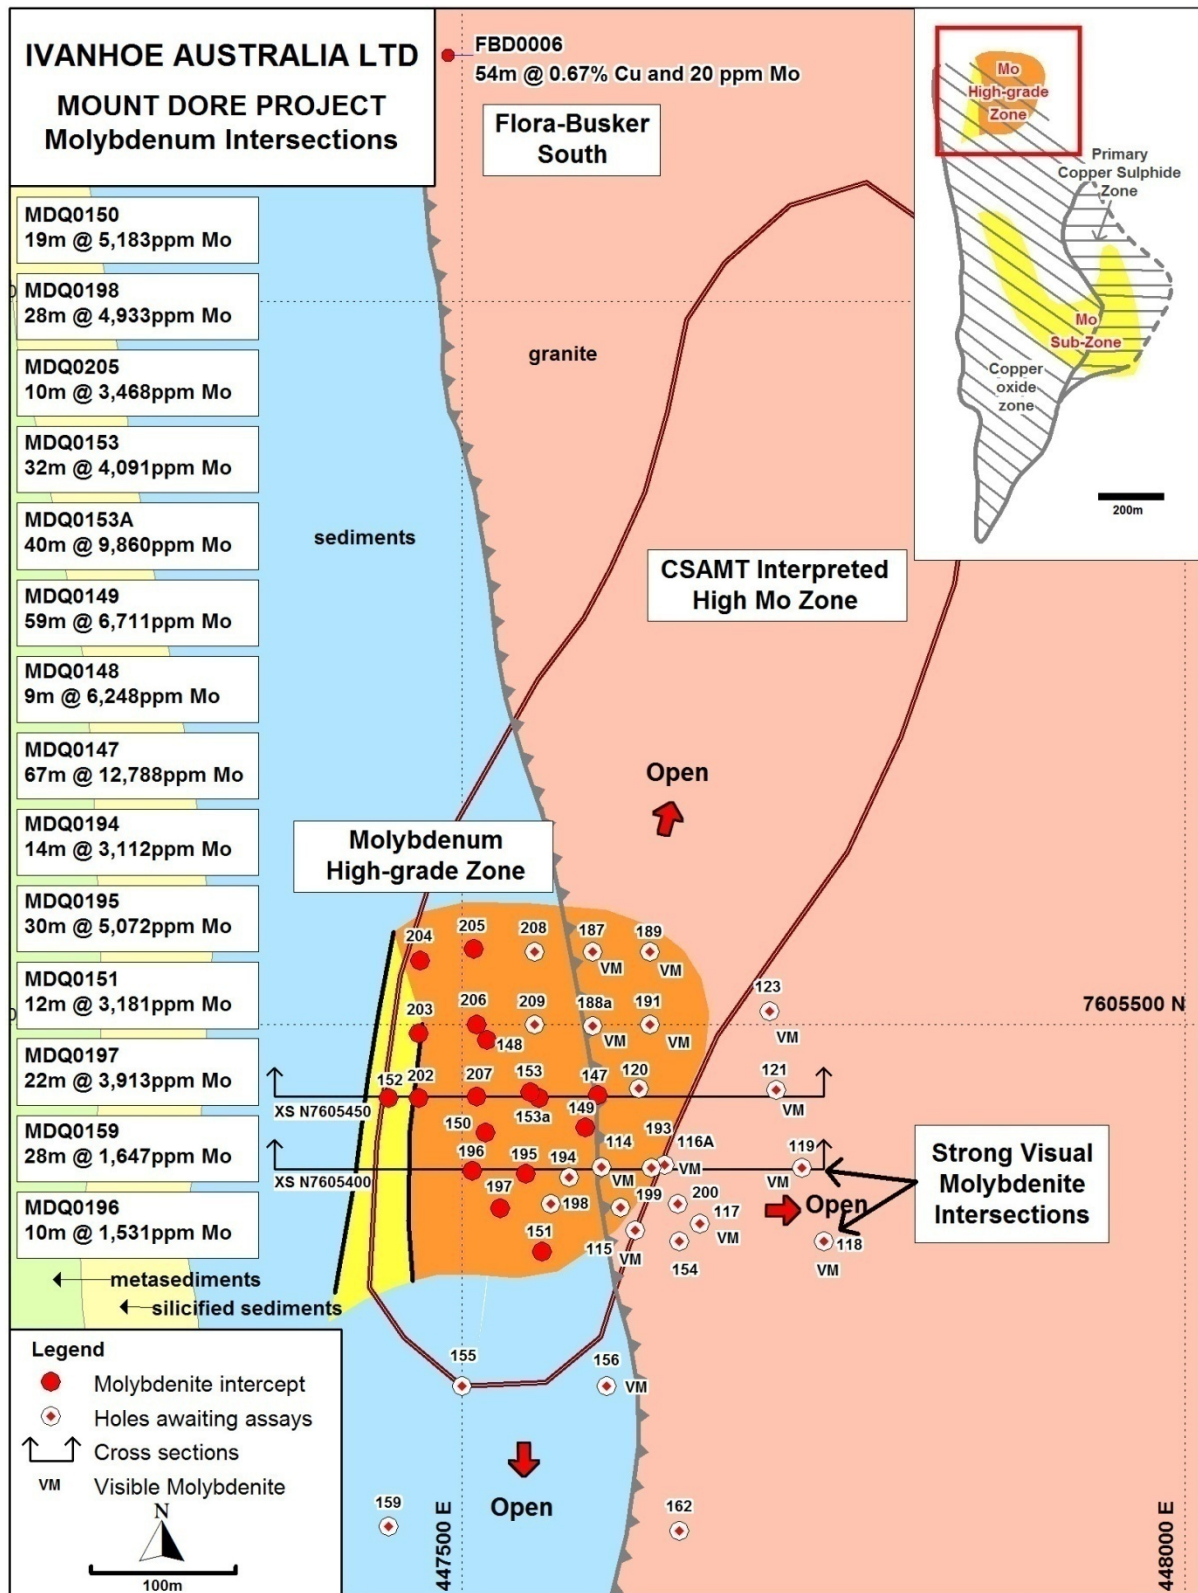 IVANHOE AUSTRALIA LTD
MOUNT DORE PROJECT
Molybdenum Intersections
FBD0006
54m @ 0.67% Cu and 20 ppm Mo
Flora-Busker
South
Mo
High-grade
Zone
Primary
Copper Sulphide
Zone
Mo
Sub-Zone
Copper
oxide
zone
200m
MDQ0150
19m @ 5,183ppm Mo
MDQ0198
28m @ 4,933ppm Mo
MDQ0205
10m @ 3,468ppm Mo
MDQ0153
32m @ 4,091ppm Mo
MDQ0153A
40m @ 9,860ppm Mo
MDQ0149
59m @ 6,711ppm Mo
MDQ0148
9m @ 6,248ppm Mo
MDQ0147
67m @ 12,788ppm Mo
MDQ0194
14m @ 3,112ppm Mo
MDQ0195
30m @ 5,072ppm Mo
MDQ0151
12m @ 3,181ppm Mo
MDQ0197
22m @ 3,913ppm Mo
MDQ0159
28m @ 1,647ppm Mo
MDQ0196
10m @ 1,531ppm Mo
metasediments
silicified sediments
granite
sediments
CSAMT Interpreted
High Mo Zone
Open
Molybdenum
High-grade Zone
204 205 208 187 189
VM VM
123
VM
7605500 N
203 206 209 188a 191
148 VM VM
152 202 207 153 147 120 121
XS N7605450
153a VM
150 149
196 195 194 114 193 116A 119
XS N7605400
VM VM VM
197 198 199 200 117 Open
VM
151 115 154 118
VM VM
Strong Visual
Molybdenite
Intersections
155 156
VM
Open
159 162
447500 E
448000 E
Legend
Molybdenite intercept
Holes awaiting assays
Cross sections
VM Visible Molybdenite
N
100m